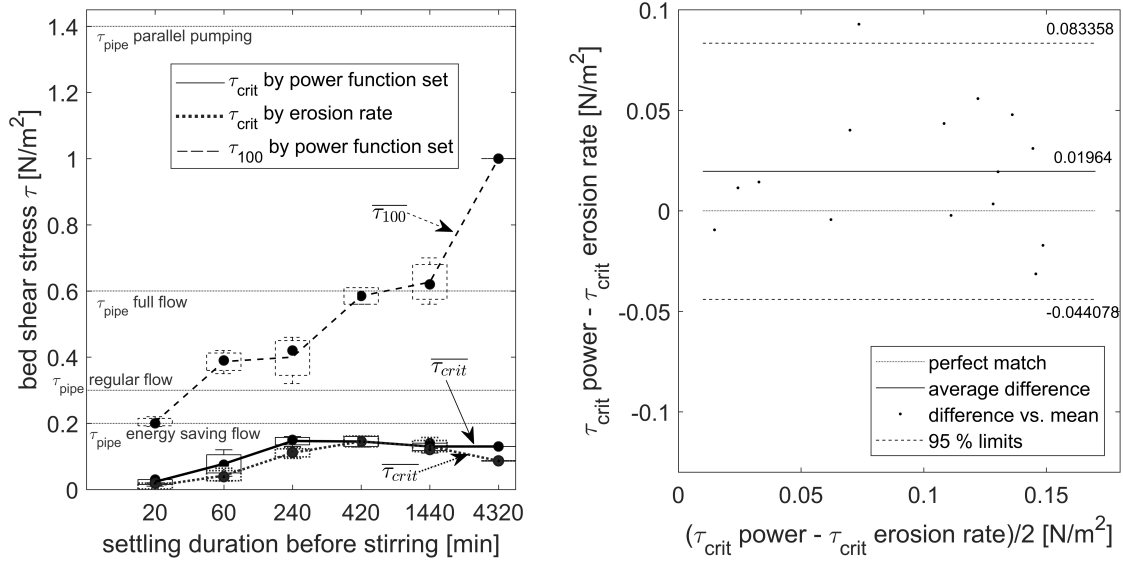 1.4
1.2
1
0.8
0.6
0.4
0.2
0
bed shear stress τ [N/m²]
τpipe parallel pumping
τcrit by power function set
τcrit by erosion rate
τ100 by power function set
τ100
τpipe full flow
τcrit
τpipe regular flow
τpipe energy saving flow
τcrit
20 60 240 420 1440 4320
settling duration before stirring [min]
0.1
0.05
0
-0.05
-0.1
τcrit power - τcrit erosion rate [N/m²]
0.083358
0.01964
-0.044078
perfect match
average difference
difference vs. mean
95 % limits
0 0.05 0.1 0.15
(τcrit power - τcrit erosion rate)/2 [N/m²]